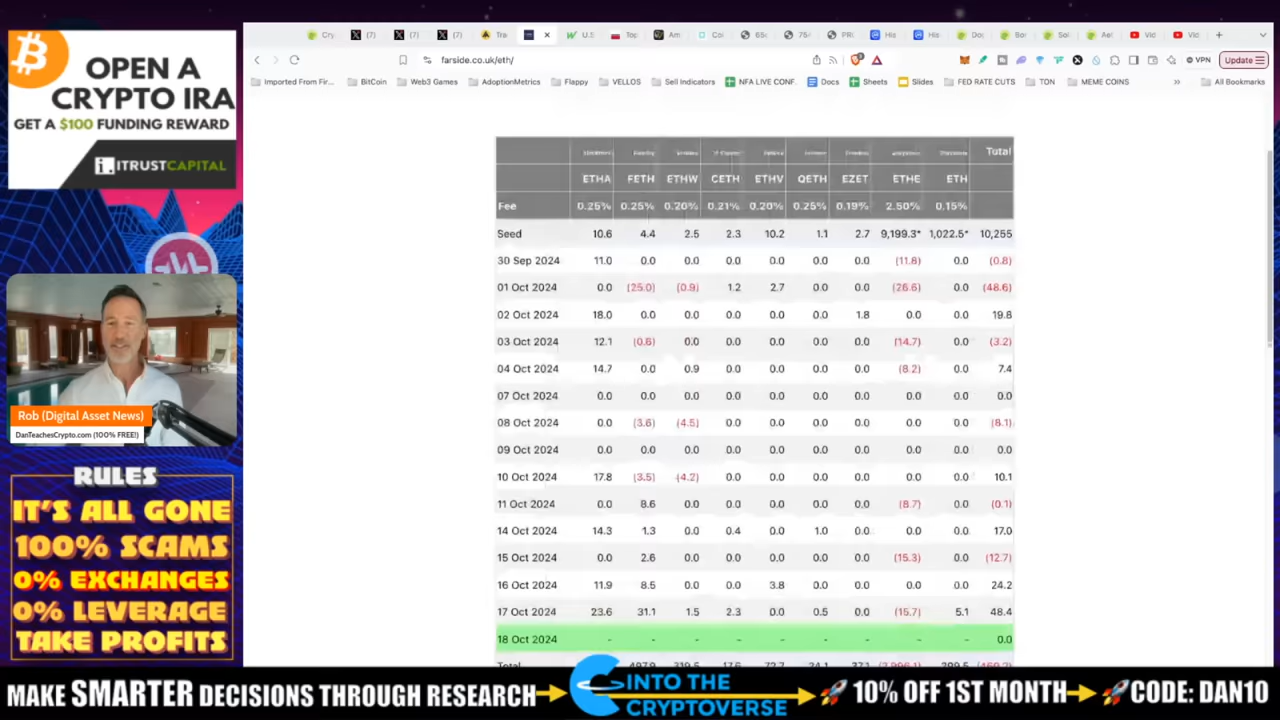 OPEN A
CRYPTO IRA
GET A $100 FUNDING REWARD
i. ITRUSTCAPITAL
Rob (Digital Asset News)
DanTeachesCrypto.com (100% FREE!)
RULES
IT'S ALL GONE
100% SCAMS
0% EXCHANGES
0% LEVERAGE
TAKE PROFITS
Cry (7) (7) (7) Tra U.S Top Am Col 65c 75 PR His His Do Bor Sol Aet Vic Vic
farside.co.uk/eth/ VPN Update
Imported From Fir... BitCoin Web3 Games AdoptionMetrics Flappy VELLOS Sell Indicators NFA LIVE CONF. Docs Sheets Slides FED RATE CUTS TON MEME COINS » All Bookmarks
Total
ETHA FETH ETHW CETH ETHV QETH EZET ETHE ETH
Fee 0.25% 0.25% 0.20% 0.21% 0.20% 0.25% 0.19% 2.50% 0.15%
Seed 10.6 4.4 2.5 2.3 10.2 1.1 2.7 9,199.3* 1,022.5* 10,255
30 Sep 2024 11.0 0.0 0.0 0.0 0.0 0.0 0.0 (11.8) 0.0 (0.8)
01 Oct 2024 0.0 (25.0) (0.9) 1.2 2.7 0.0 0.0 (26.6) 0.0 (48.6)
02 Oct 2024 18.0 0.0 0.0 0.0 0.0 0.0 1.8 0.0 0.0 19.8
03 Oct 2024 12.1 (0.6) 0.0 0.0 0.0 0.0 0.0 (14.7) 0.0 (3.2)
04 Oct 2024 14.7 0.0 0.9 0.0 0.0 0.0 0.0 (8.2) 0.0 7.4
07 Oct 2024 0.0 0.0 0.0 0.0 0.0 0.0 0.0 0.0 0.0 0.0
08 Oct 2024 0.0 (3.6) (4.5) 0.0 0.0 0.0 0.0 0.0 0.0 (8.1)
09 Oct 2024 0.0 0.0 0.0 0.0 0.0 0.0 0.0 0.0 0.0 0.0
10 Oct 2024 17.8 (3.5) (4.2) 0.0 0.0 0.0 0.0 0.0 0.0 10.1
11 Oct 2024 0.0 8.6 0.0 0.0 0.0 0.0 0.0 (8.7) 0.0 (0.1)
14 Oct 2024 14.3 1.3 0.0 0.4 0.0 1.0 0.0 0.0 0.0 17.0
15 Oct 2024 0.0 2.6 0.0 0.0 0.0 0.0 0.0 (15.3) 0.0 (12.7)
16 Oct 2024 11.9 8.5 0.0 0.0 3.8 0.0 0.0 0.0 0.0 24.2
17 Oct 2024 23.6 31.1 1.5 2.3 0.0 0.5 0.0 (15.7) 5.1 48.4
18 Oct 2024 - - - - - - - - - 0.0
Total
MAKE SMARTER DECISIONS THROUGH RESEARCH
INTO THE
CRYPTOVERSE
10% OFF 1ST MONTH
CODE: DAN10